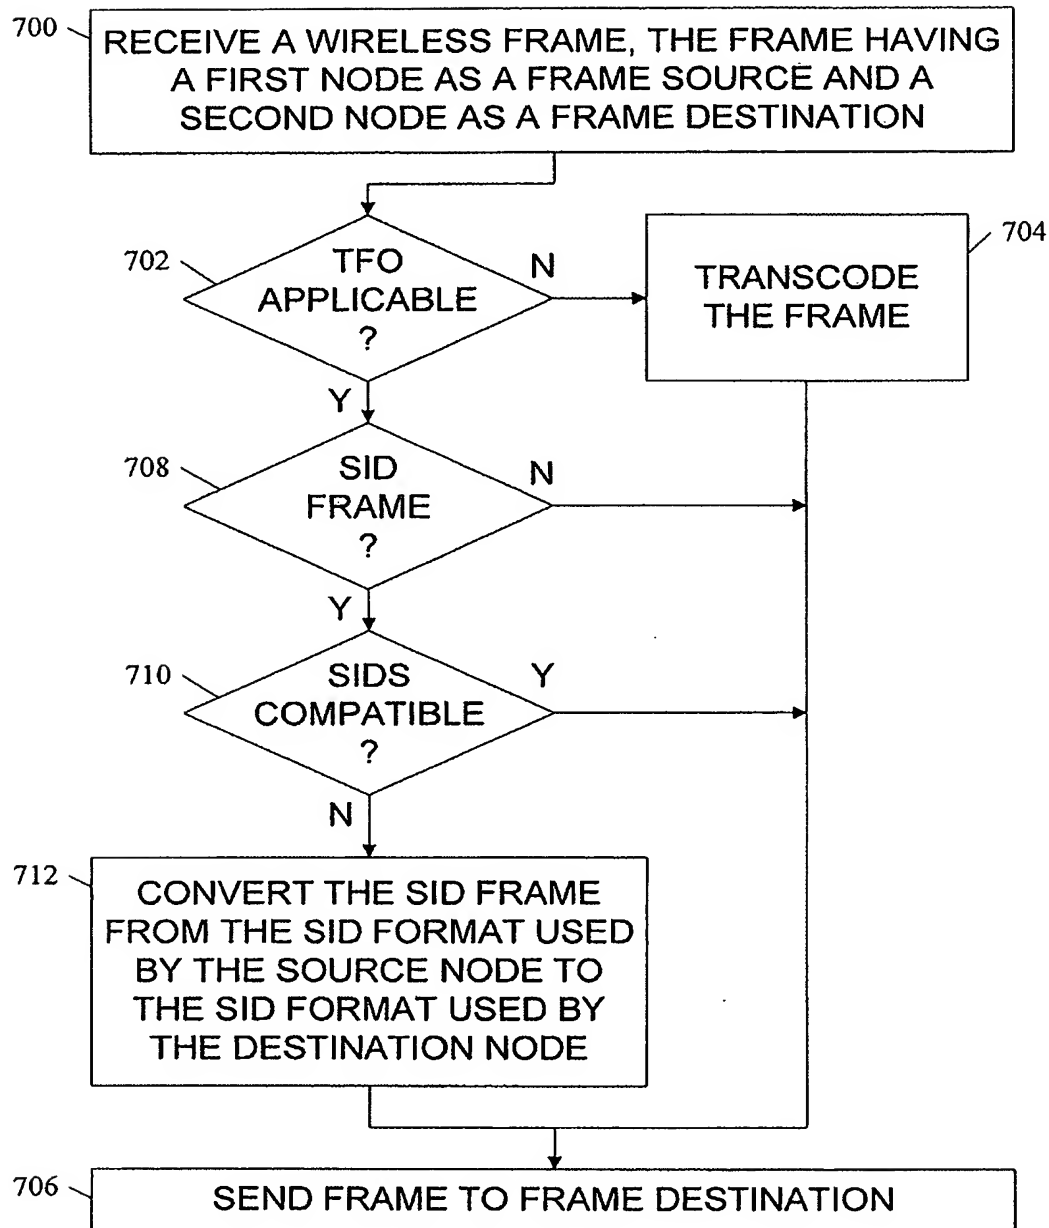 700
RECEIVE A WIRELESS FRAME, THE FRAME HAVING
A FIRST NODE AS A FRAME SOURCE AND A
SECOND NODE AS A FRAME DESTINATION
702
TFO
APPLICABLE
?
N
704
TRANSCODE
THE FRAME
Y
708
SID
FRAME
?
N
Y
710
SIDS
COMPATIBLE
?
Y
N
712
CONVERT THE SID FRAME
FROM THE SID FORMAT USED
BY THE SOURCE NODE TO
THE SID FORMAT USED BY
THE DESTINATION NODE
706
SEND FRAME TO FRAME DESTINATION